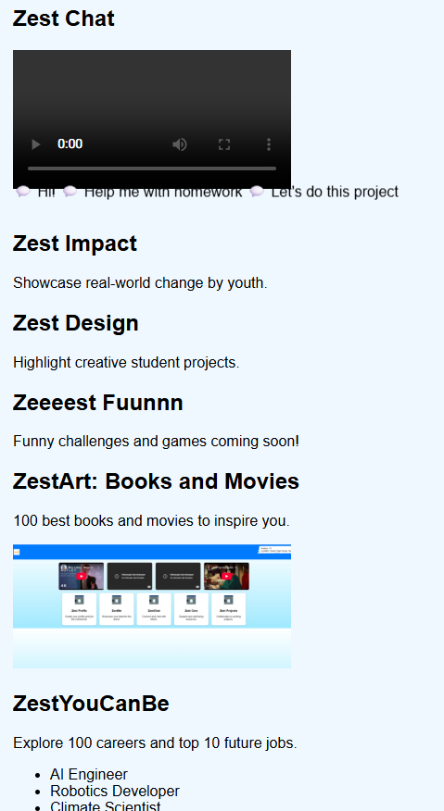 Zest Chat
0:00
Hi! Help me with homework Let's do this project
Zest Impact
Showcase real-world change by youth.
Zest Design
Highlight creative student projects.
Zeeeest Fuunnn
Funny challenges and games coming soon!
ZestArt: Books and Movies
100 best books and movies to inspire you.
ZestYouCanBe
Explore 100 careers and top 10 future jobs.
AI Engineer
Robotics Developer
Climate Scientist